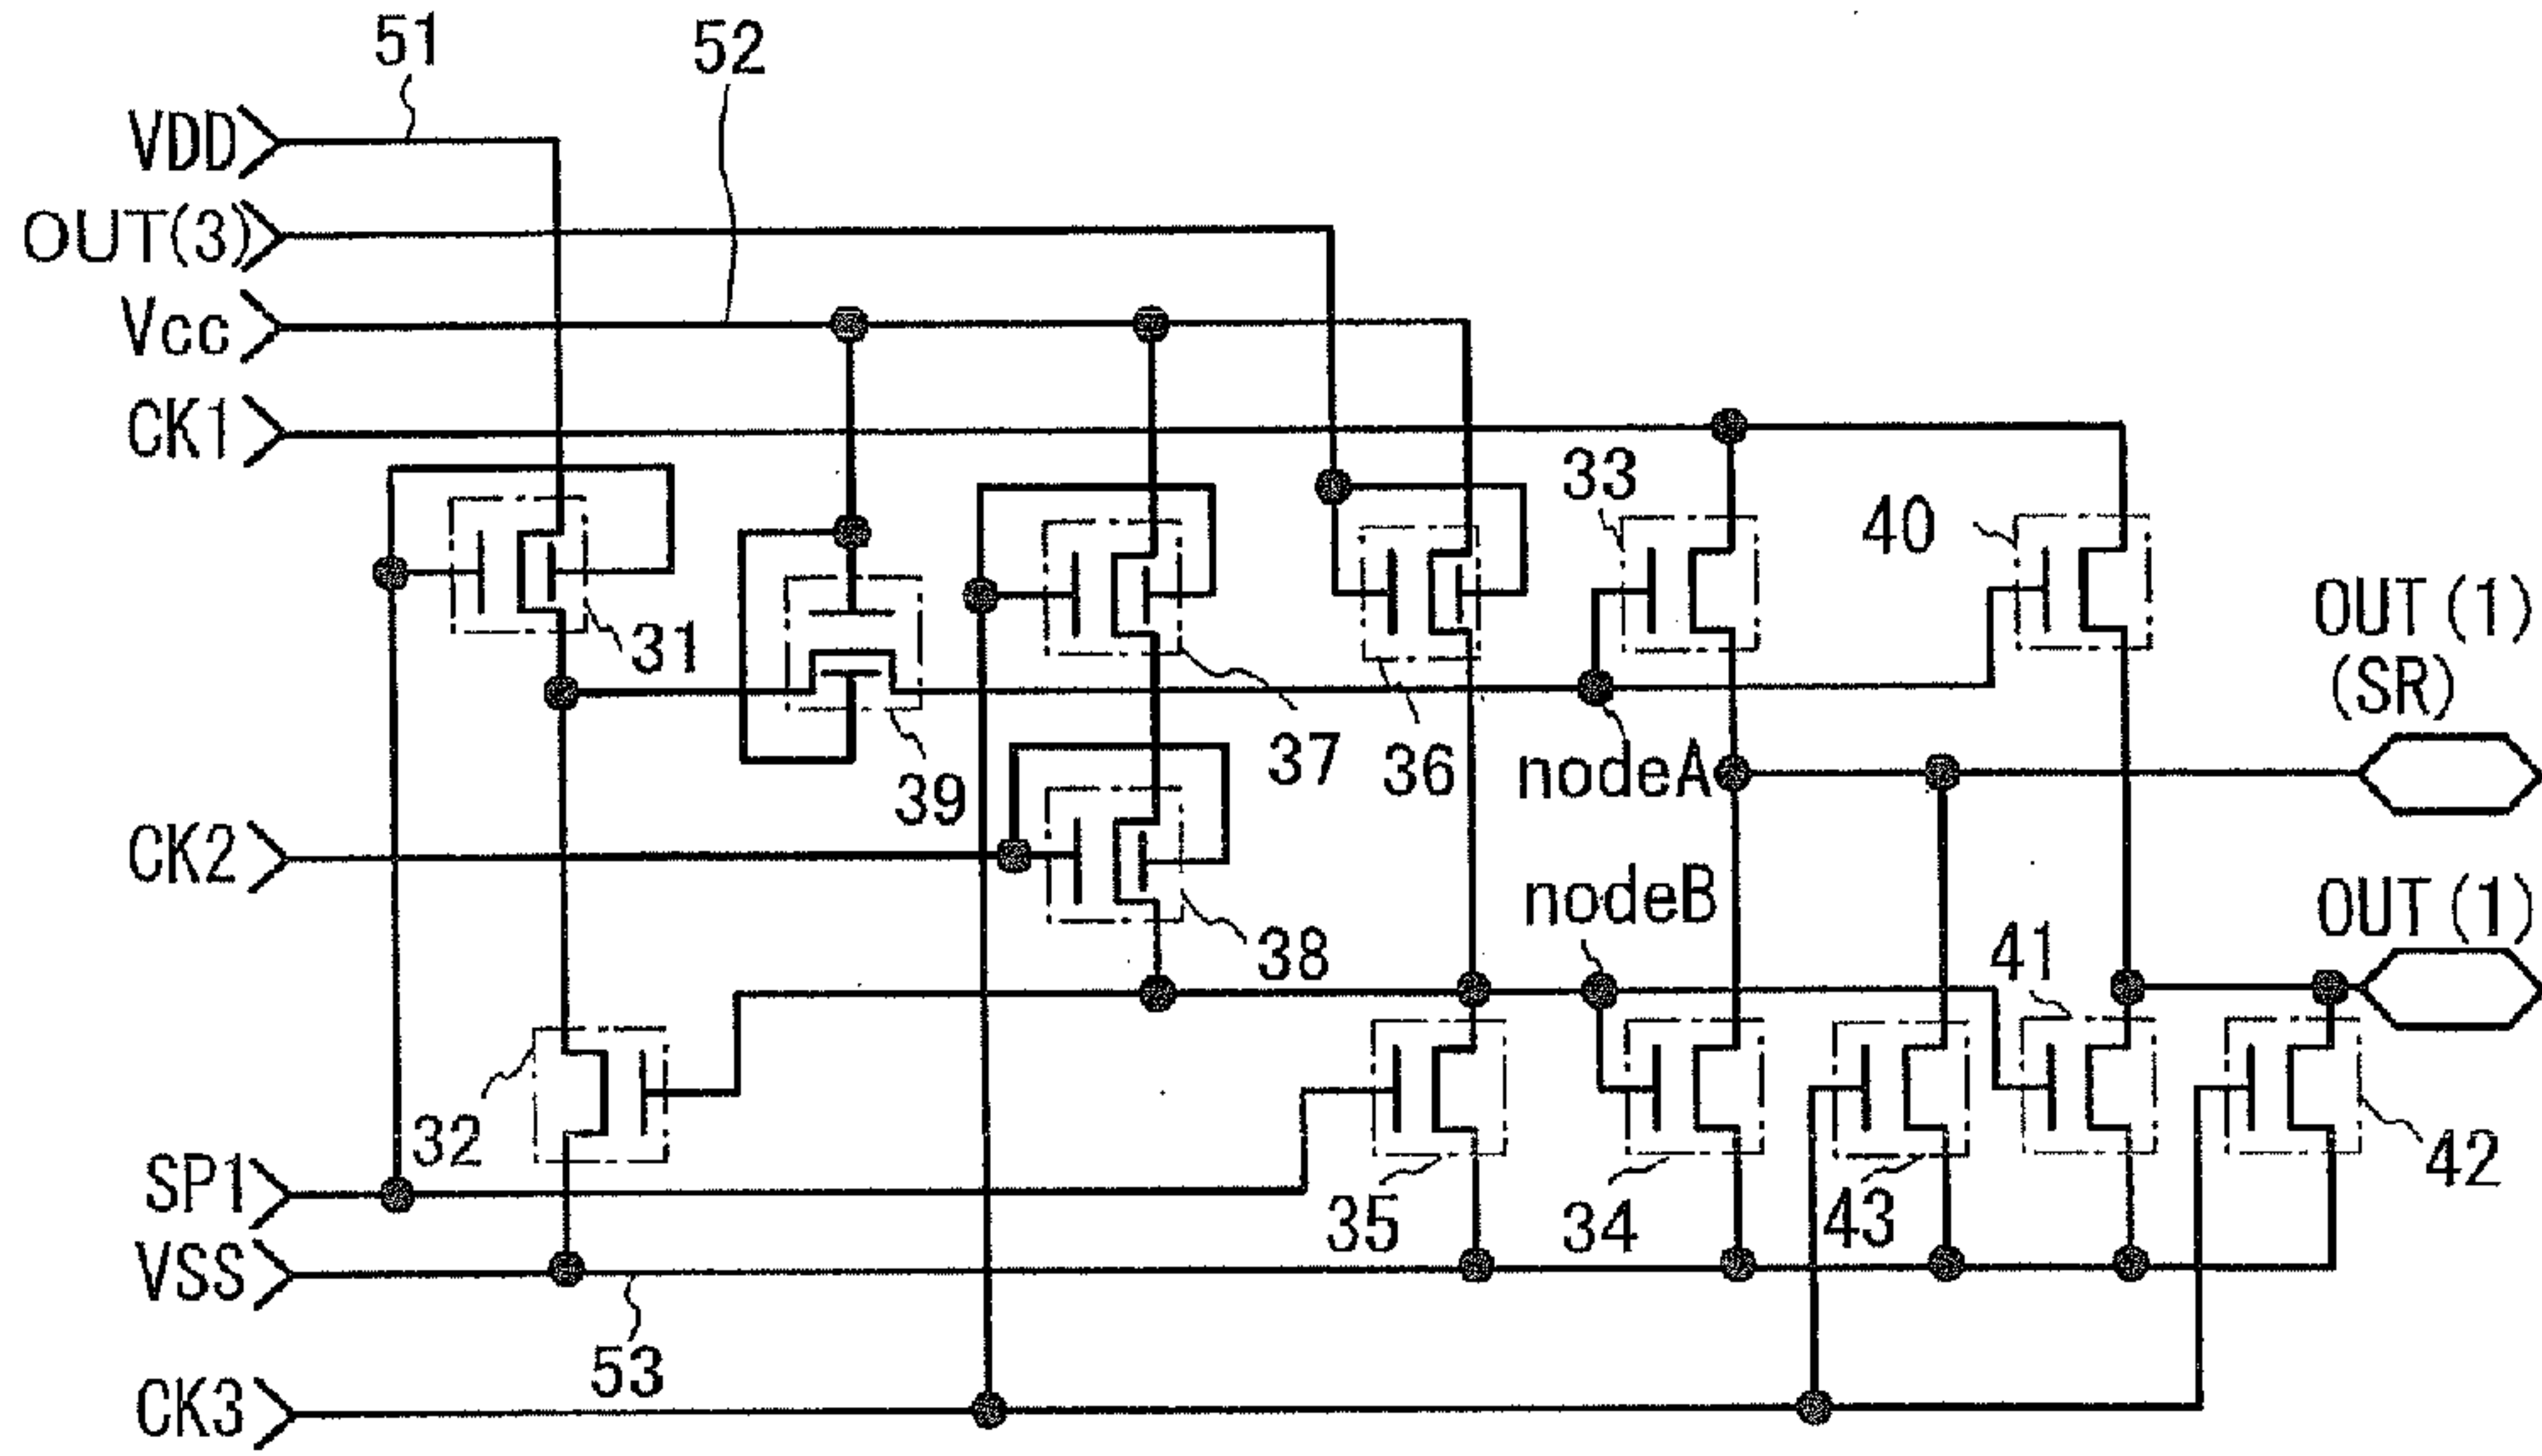 51
52
VDD
OUT(3)
Vcc
CK1
33
40
31
OUT(1)
(SR)
37
36
nodeA
39
CK2
nodeB
OUT(1)
38
41
32
SP1
35
34
43
42
VSS
53
CK3